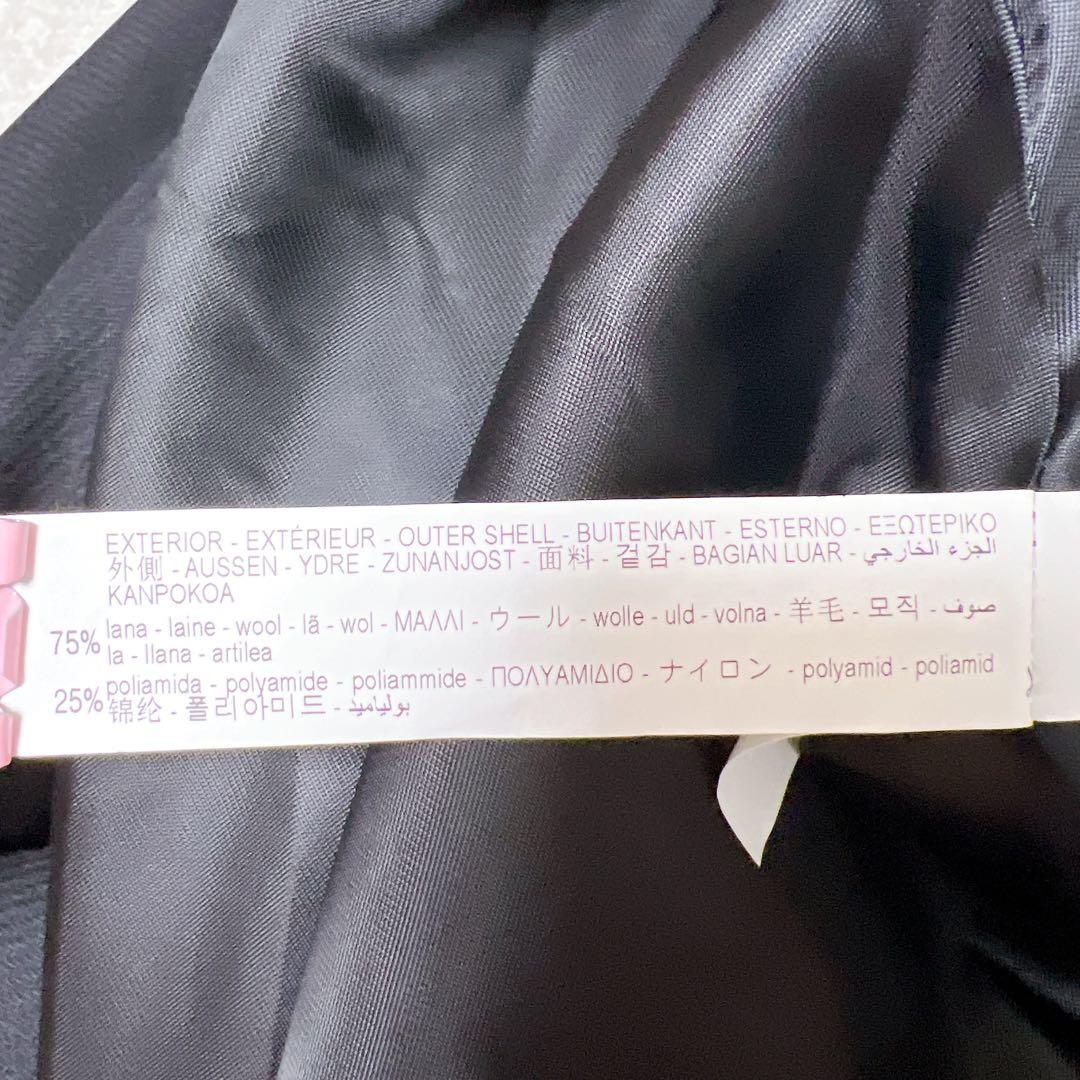 EXTERIOR - EXTÉRIEUR - OUTER SHELL - BUITENKANT - ESTERNO - ΕΞΩΤΕΡΙΚΟ
外側 - AUSSEN - YDRE - ZUNANJOST - 面料 - 겉감 - BAGIAN LUAR - الجزء الخارجي
KANPOKOA
75% lana - laine - wool - lã - wol - ΜΑΛΛΙ - ウール - wolle - uld - volna - 羊毛 - 모직 - صوف
la - llana - artilea
25% poliamida - polyamide - poliammide - ΠΟΛΥΑΜΙΔΙΟ - ナイロン - polyamid - poliamid
锦纶 - 폴리아미드 - بولياميد